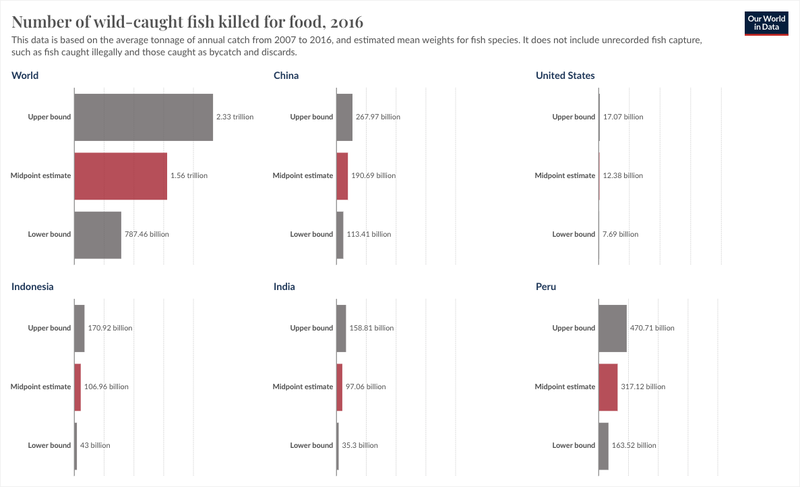 Number of wild-caught fish killed for food, 2016
Our World
in Data
This data is based on the average tonnage of annual catch from 2007 to 2016, and estimated mean weights for fish species. It does not include unrecorded fish capture,
such as fish caught illegally and those caught as bycatch and discards.
World
Upper bound 2.33 trillion
Midpoint estimate 1.56 trillion
Lower bound 787.46 billion
China
Upper bound 267.97 billion
Midpoint estimate 190.69 billion
Lower bound 113.41 billion
United States
Upper bound 17.07 billion
Midpoint estimate 12.38 billion
Lower bound 7.69 billion
Indonesia
Upper bound 170.92 billion
Midpoint estimate 106.96 billion
Lower bound 43 billion
India
Upper bound 158.81 billion
Midpoint estimate 97.06 billion
Lower bound 35.3 billion
Peru
Upper bound 470.71 billion
Midpoint estimate 317.12 billion
Lower bound 163.52 billion